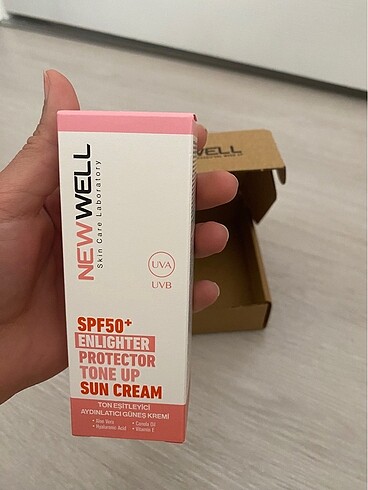 NEWWELL
Skin Care Laboratory
UVA
UVB
SPF50+
ENLIGHTER
PROTECTOR
TONE UP
SUN CREAM
TON EŞİTLEYİCİ
AYDINLATICI GÜNEŞ KREMİ
• Aloe Vera • Canola Oil
• Hyaluronic Acid • Vitamin E
WELL